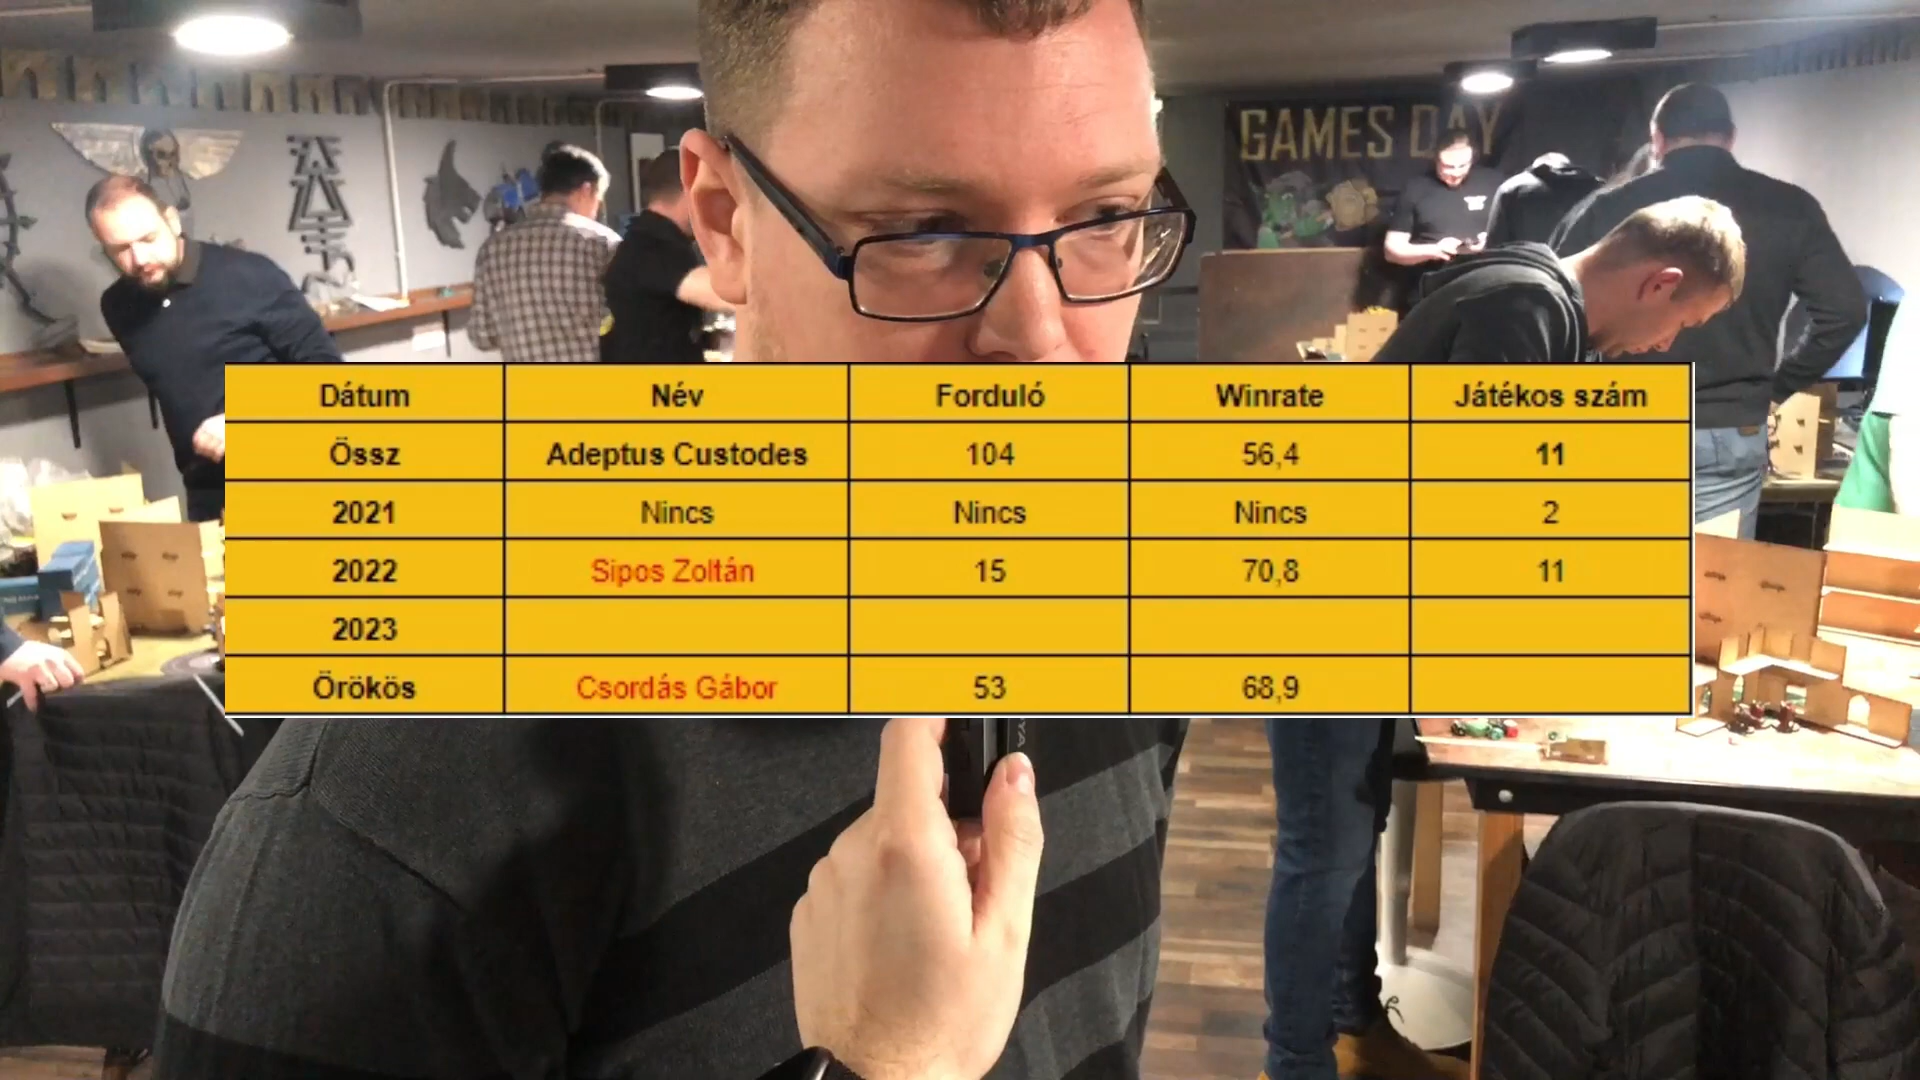 GAMES DAY
Dátum Név Forduló Winrate Játékos szám
Össz Adeptus Custodes 104 56,4 11
2021 Nincs Nincs Nincs 2
2022 Sipos Zoltán 15 70,8 11
2023
Örökös Csordás Gábor 53 68,9